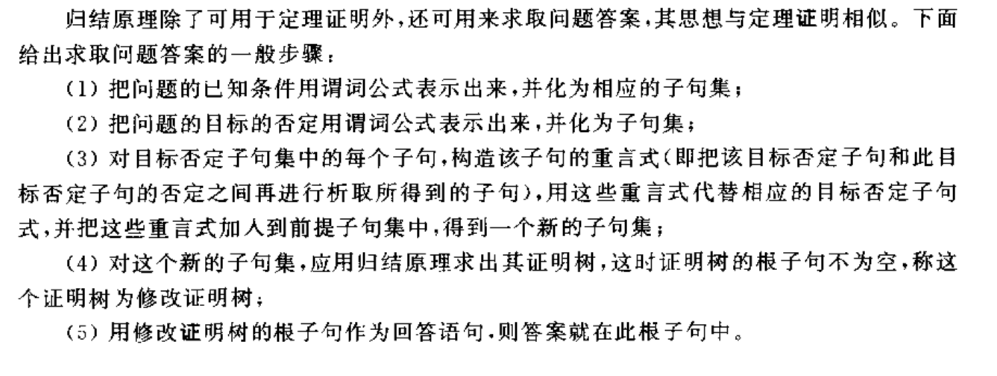 归结原理除了可用于定理证明外,还可用来求取问题答案,其思想与定理证明相似。下面
给出求取问题答案的一般步骤:
(1) 把问题的已知条件用谓词公式表示出来,并化为相应的子句集;
(2) 把问题的目标的否定用谓词公式表示出来,并化为子句集;
(3) 对目标否定子句集中的每个子句,构造该子句的重言式(即把该目标否定子句和此目
标否定子句的否定之间再进行析取所得到的子句),用这些重言式代替相应的目标否定子句
式,并把这些重言式加入到前提子句集中,得到一个新的子句集;
(4) 对这个新的子句集,应用归结原理求出其证明树,这时证明树的根子句不为空,称这
个证明树为修改证明树;
(5) 用修改证明树的根子句作为回答语句,则答案就在此根子句中。